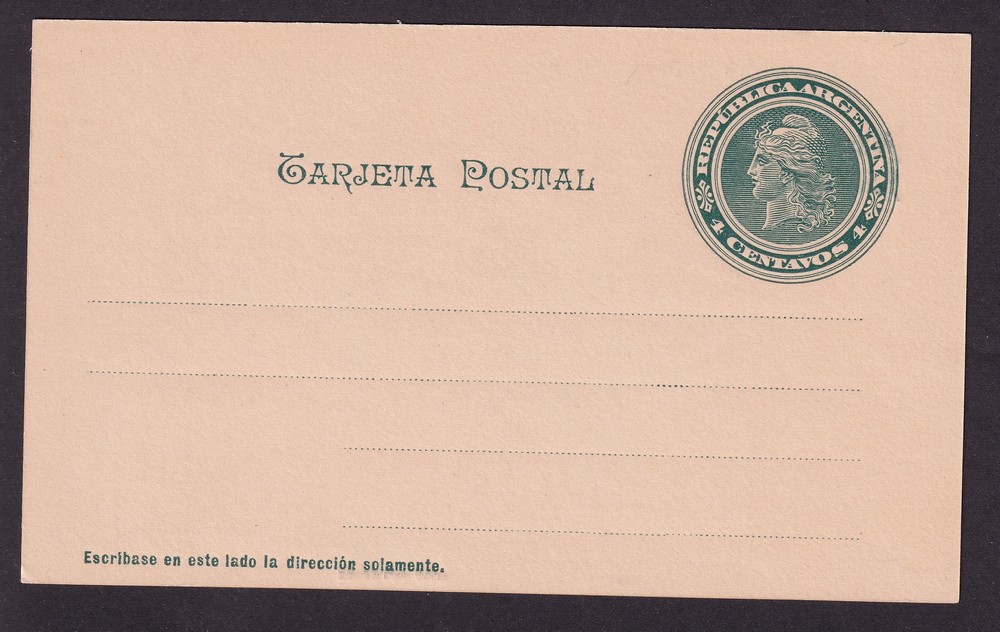 TARJETA POSTAL
REPÚBLICA ARGENTINA
4 CENTAVOS 4
Escríbase en este lado la dirección solamente.